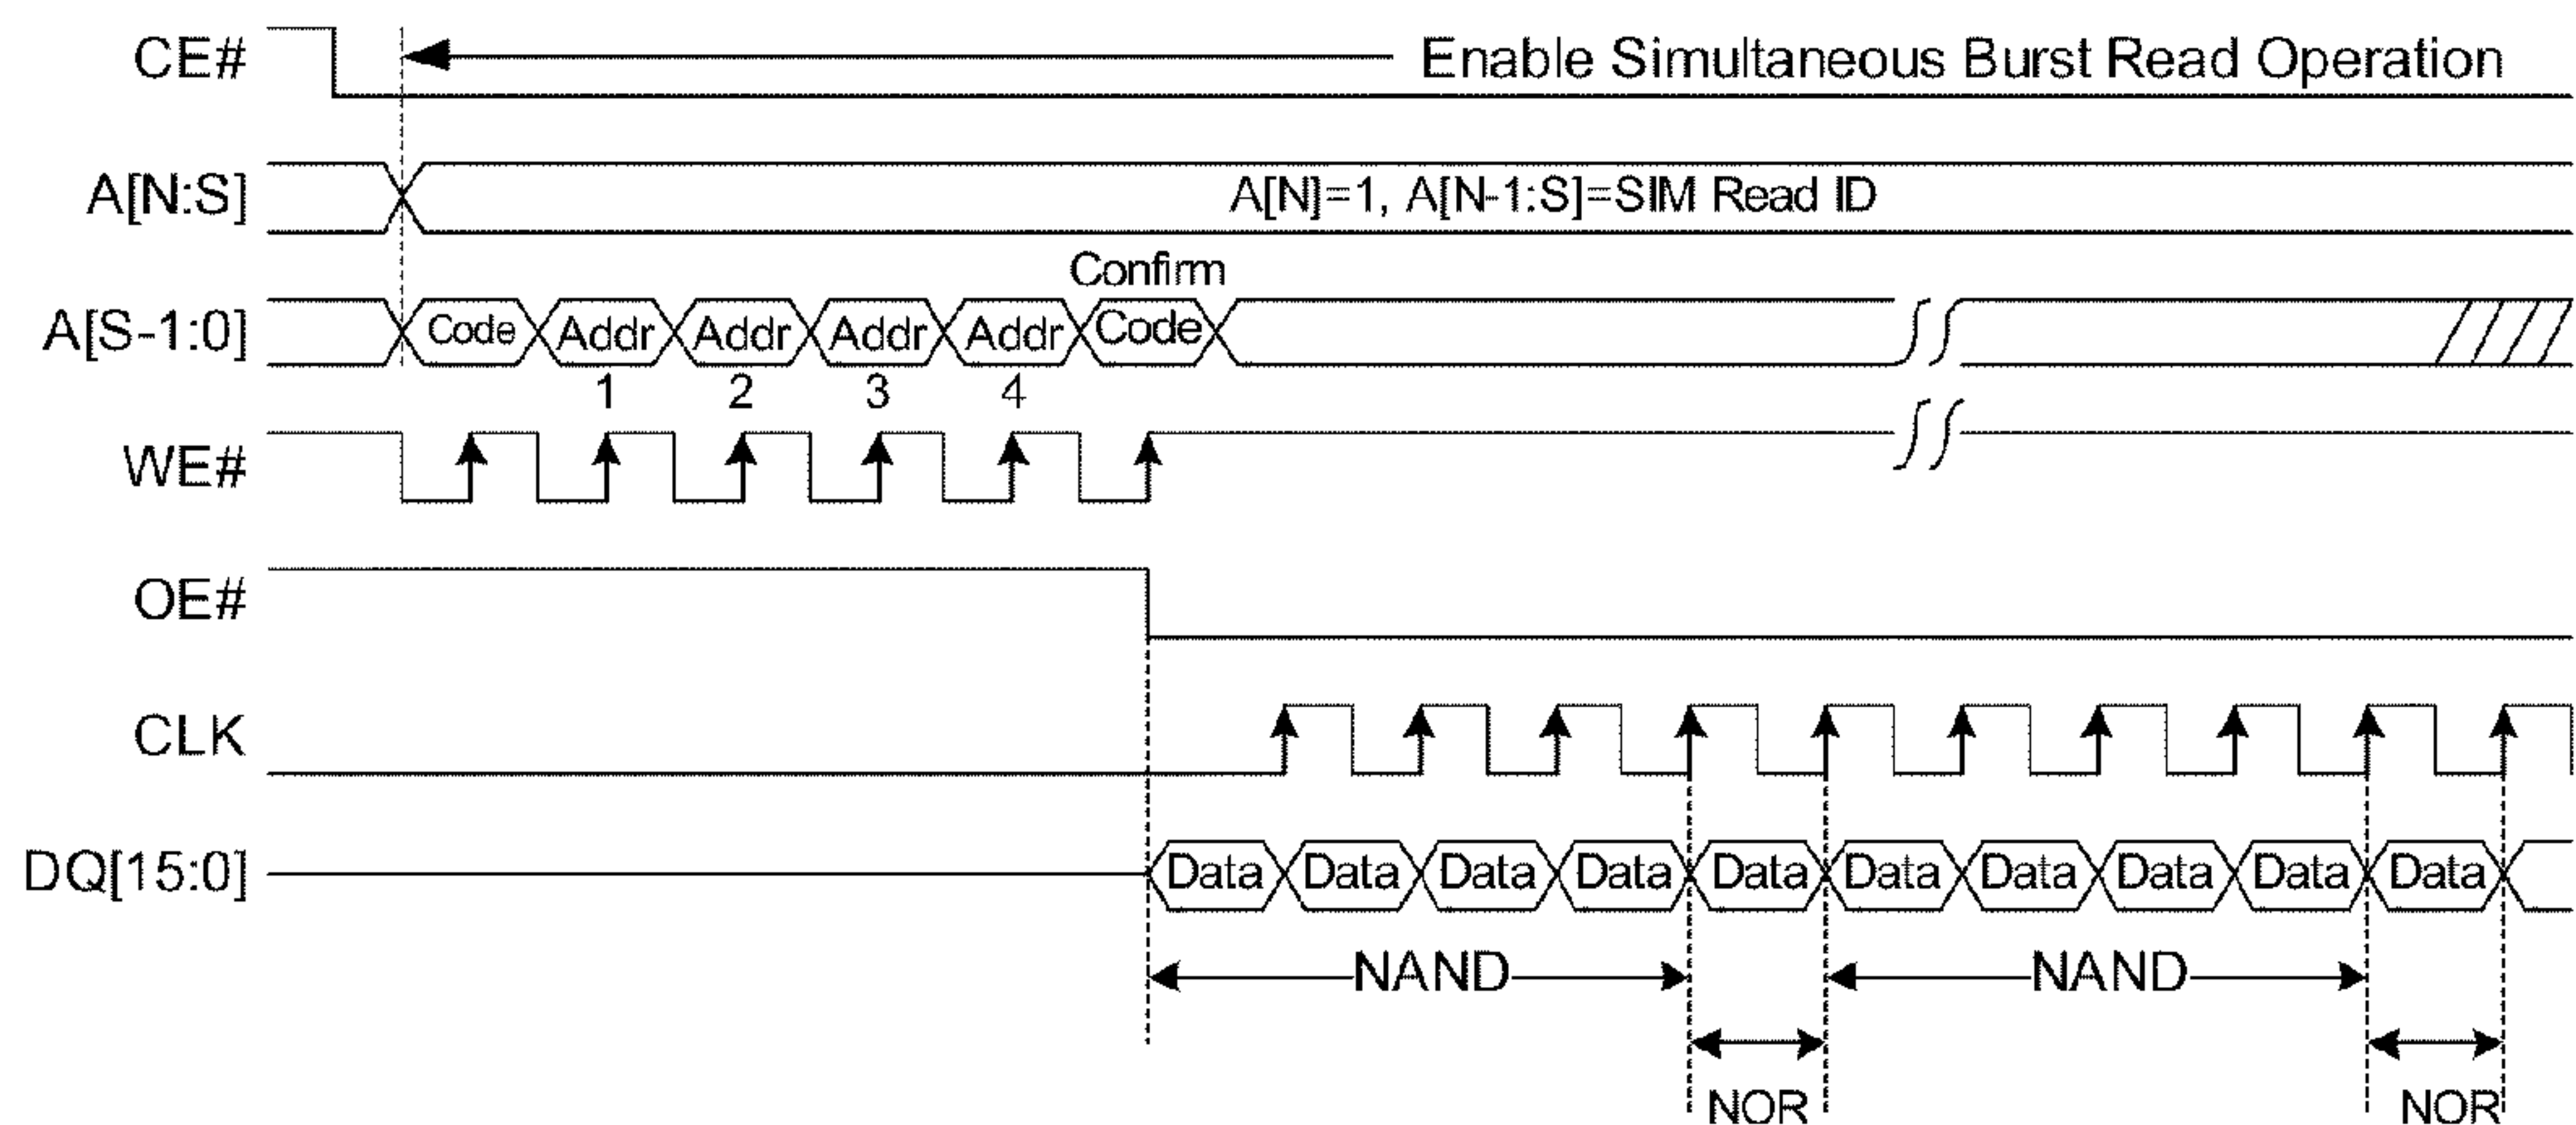 CE# Enable Simultaneous Burst Read Operation
A[N:S] A[N]=1, A[N-1:S]=SIM Read ID
Confirm
A[S-1:0] Code Addr Addr Addr Addr Code
1 2 3 4
WE#
OE#
CLK
DQ[15:0] Data Data Data Data Data Data Data Data Data Data
NAND NAND
NOR NOR